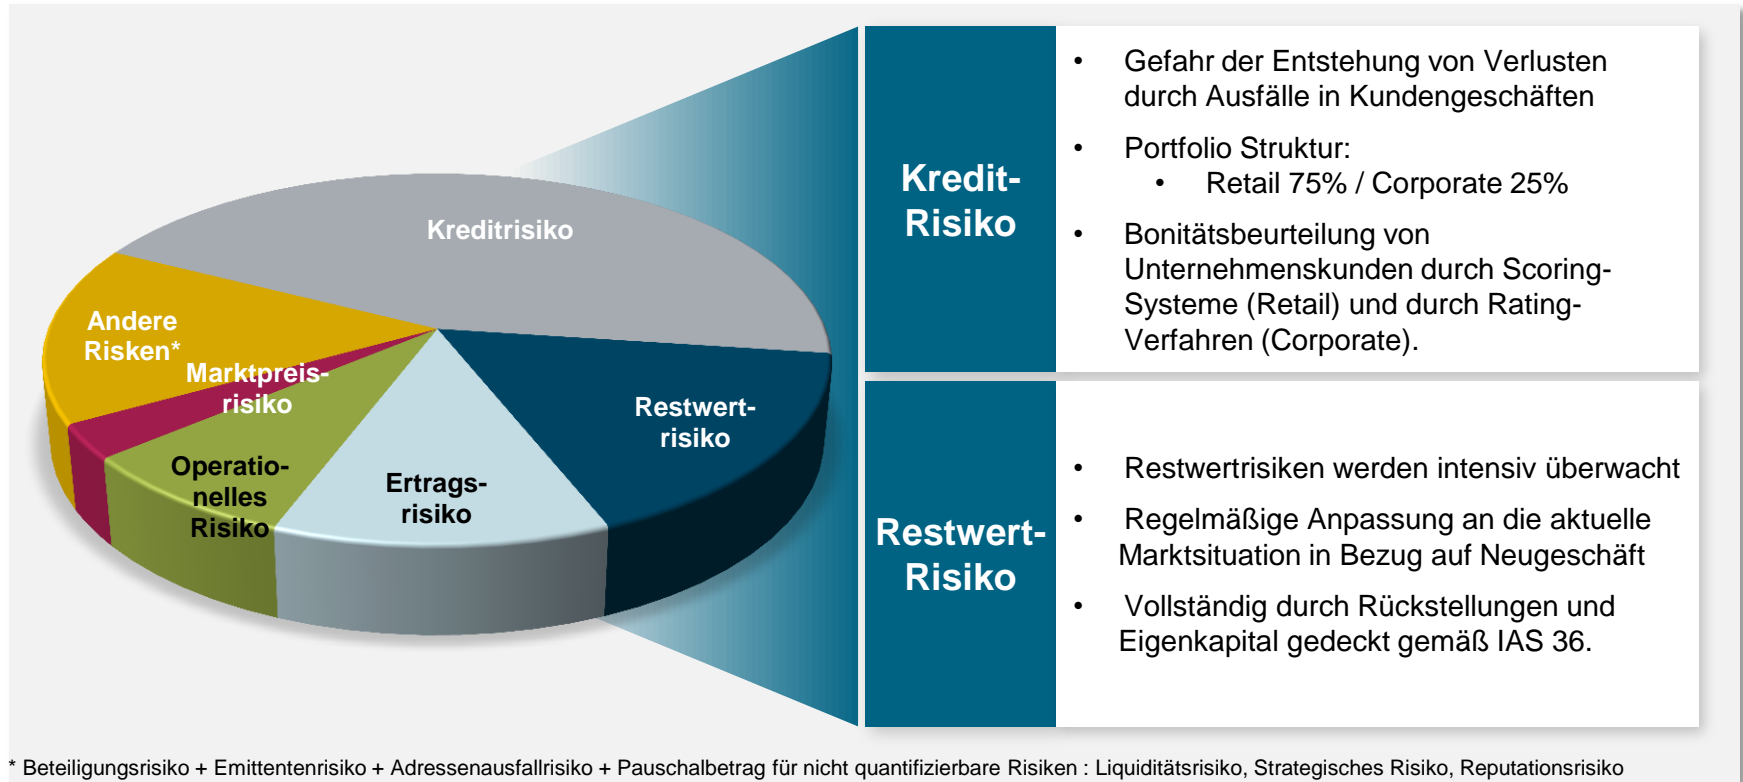 Kreditrisiko
Andere
Risken*
Marktpreis-
risiko
Operatio-
nelles
Risiko
Ertrags-
risiko
Restwert-
risiko
Kredit-
Risiko
• Gefahr der Entstehung von Verlusten
durch Ausfälle in Kundengeschäften
• Portfolio Struktur:
• Retail 75% / Corporate 25%
• Bonitätsbeurteilung von
Unternehmenskunden durch Scoring-
Systeme (Retail) und durch Rating-
Verfahren (Corporate).
Restwert-
Risiko
• Restwertrisiken werden intensiv überwacht
• Regelmäßige Anpassung an die aktuelle
Marktsituation in Bezug auf Neugeschäft
• Vollständig durch Rückstellungen und
Eigenkapital gedeckt gemäß IAS 36.
* Beteiligungsrisiko + Emittentenrisiko + Adressenausfallrisiko + Pauschalbetrag für nicht quantifizierbare Risiken : Liquiditätsrisiko, Strategisches Risiko, Reputationsrisiko